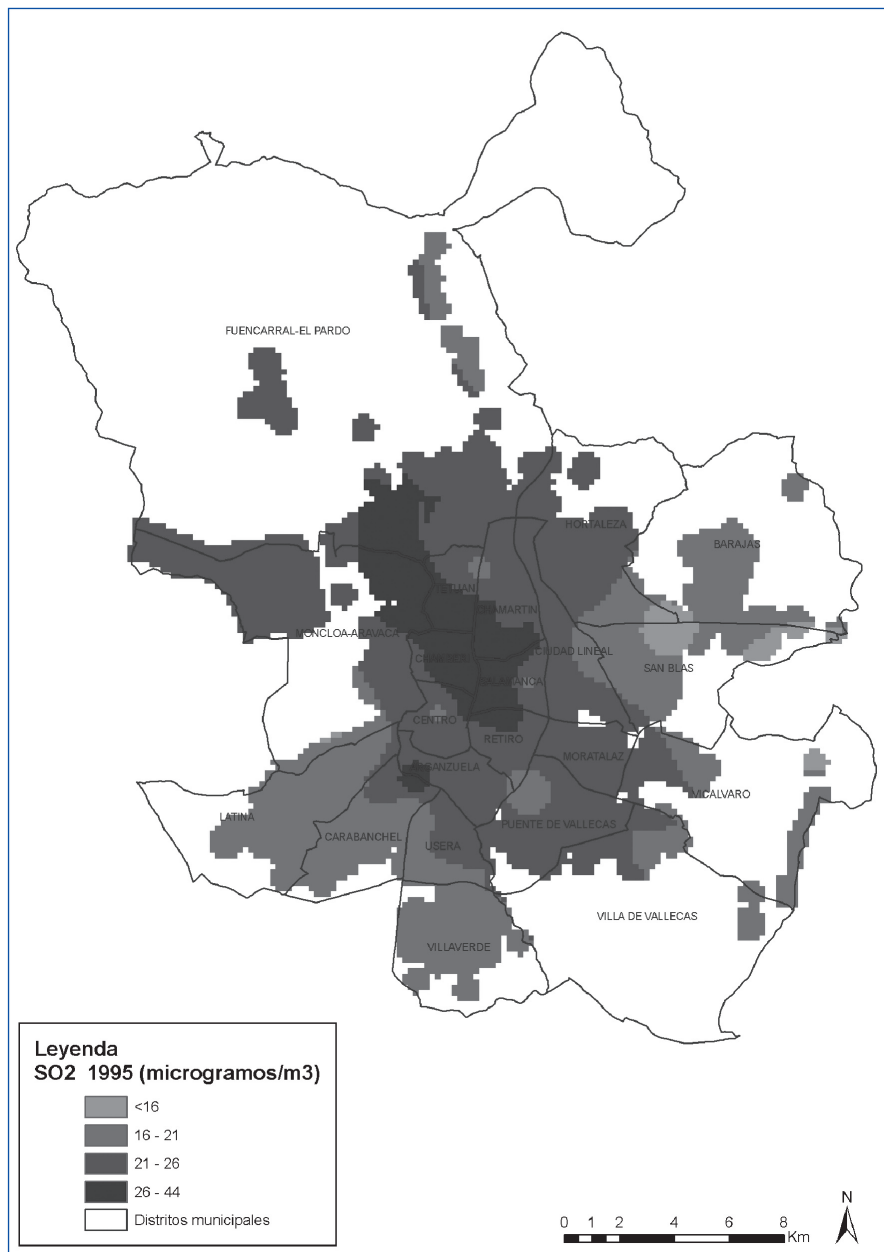 FUENCARRAL-EL PARDO
HORTALEZA
BARAJAS
TETUAN
CHAMARTIN
MONCLOA-ARAVACA
CIUDAD LINEAL
CHAMBERI
SAN BLAS
SALAMANCA
CENTRO
RETIRO
MORATALAZ
ARGANZUELA
VICALVARO
LATINA
PUENTE DE VALLECAS
CARABANCHEL
USERA
VILLA DE VALLECAS
VILLAVERDE
Leyenda
SO2 1995 (microgramos/m3)
<16
16 - 21
21 - 26
26 - 44
Distritos municipales
N
0 1 2 4 6 8
Km